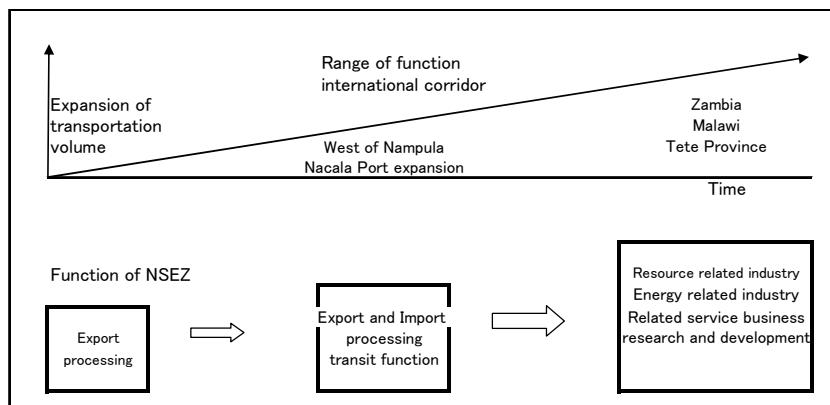 Range of function
international corridor
Expansion of
transportation
volume
Zambia
Malawi
Tete Province
West of Nampula
Nacala Port expansion
Time
Function of NSEZ
Export
processing
Export and Import
processing
transit function
Resource related industry
Energy related industry
Related service business
research and development